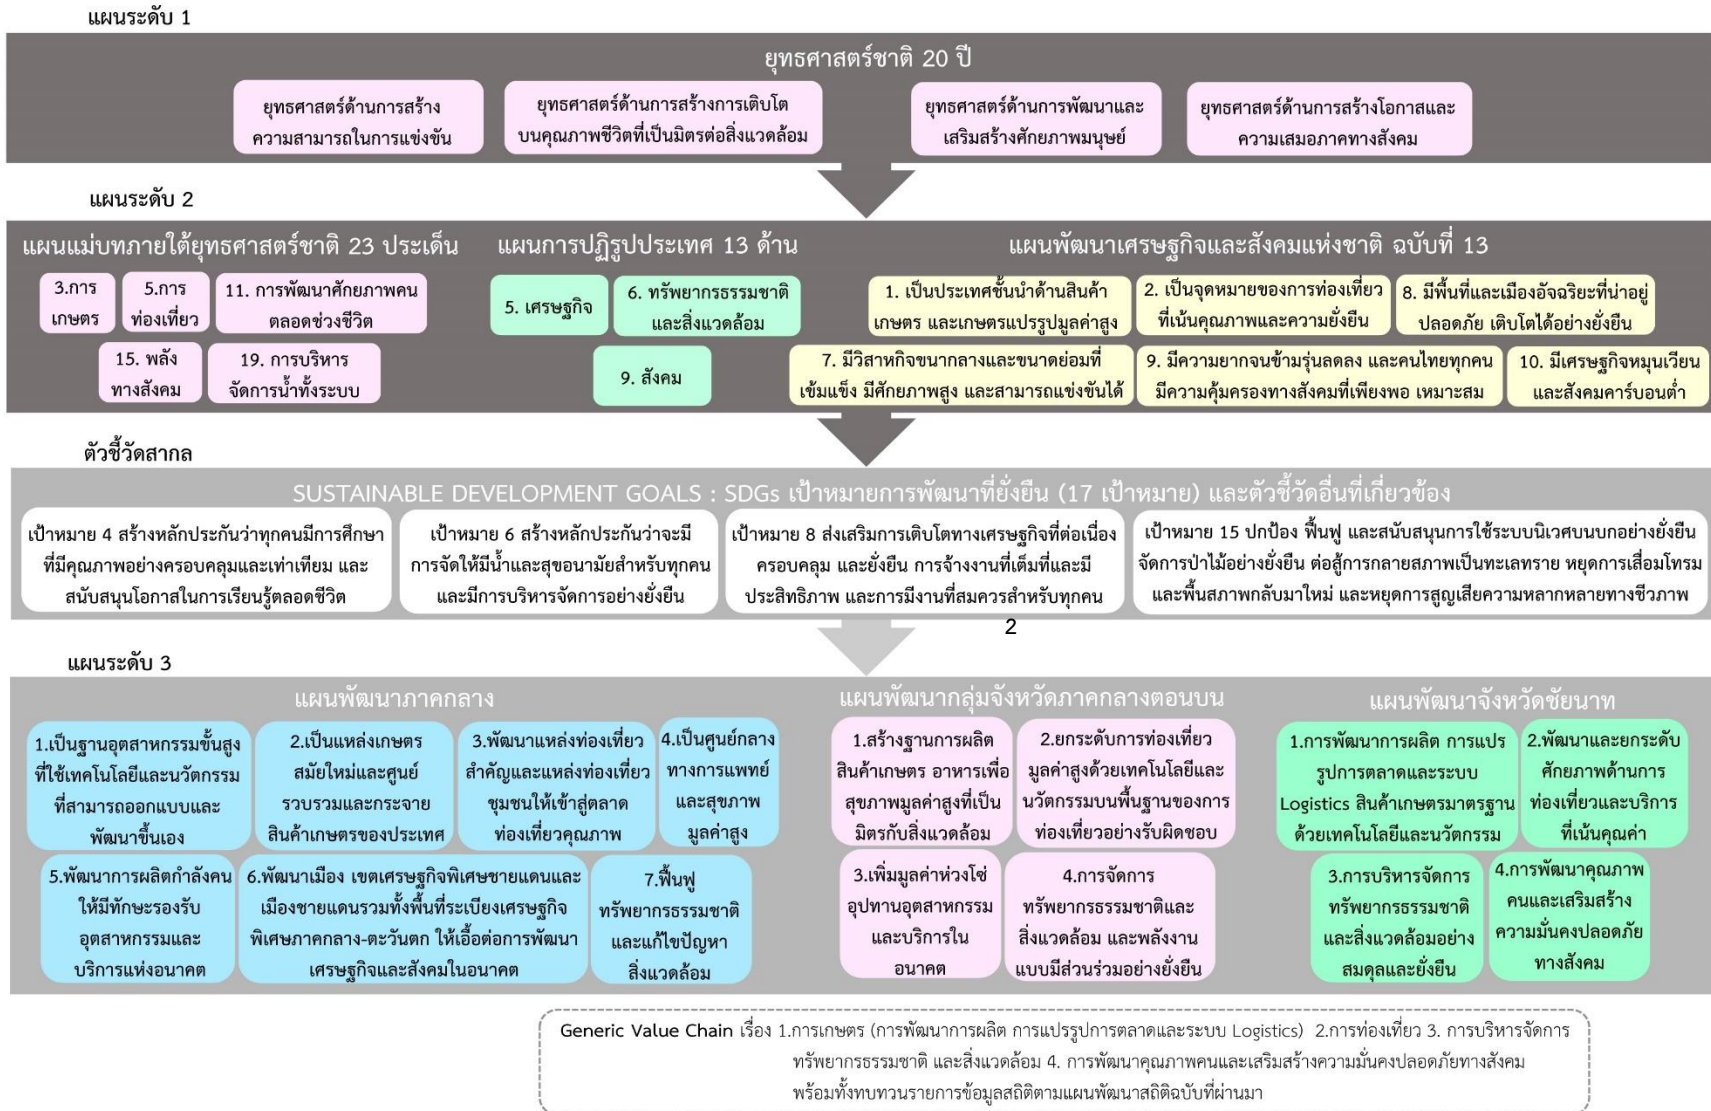 แผนระดับ 1
ยุทธศาสตร์ชาติ 20 ปี
ยุทธศาสตร์ด้านการสร้าง
ความสามารถในการแข่งขัน
ยุทธศาสตร์ด้านการสร้างการเติบโต
บนคุณภาพชีวิตที่เป็นมิตรต่อสิ่งแวดล้อม
ยุทธศาสตร์ด้านการพัฒนาและ
เสริมสร้างศักยภาพมนุษย์
ยุทธศาสตร์ด้านการสร้างโอกาสและ
ความเสมอภาคทางสังคม
แผนระดับ 2
แผนแม่บทภายใต้ยุทธศาสตร์ชาติ 23 ประเด็น
3.การ
เกษตร
5.การ
ท่องเที่ยว
11. การพัฒนาศักยภาพคน
ตลอดช่วงชีวิต
15. พลัง
ทางสังคม
19. การบริหาร
จัดการน้ำทั้งระบบ
แผนการปฏิรูปประเทศ 13 ด้าน
5. เศรษฐกิจ
6. ทรัพยากรธรรมชาติ
และสิ่งแวดล้อม
9. สังคม
แผนพัฒนาเศรษฐกิจและสังคมแห่งชาติ ฉบับที่ 13
1. เป็นประเทศชั้นนำด้านสินค้า
เกษตร และเกษตรแปรรูปมูลค่าสูง
2. เป็นจุดหมายของการท่องเที่ยว
ที่เน้นคุณภาพและความยั่งยืน
8. มีพื้นที่และเมืองอัจฉริยะที่น่าอยู่
ปลอดภัย เติบโตได้อย่างยั่งยืน
7. มีวิสาหกิจขนากลางและขนาดย่อมที่
เข้มแข็ง มีศักยภาพสูง และสามารถแข่งขันได้
9. มีความยากจนข้ามรุ่นลดลง และคนไทยทุกคน
มีความคุ้มครองทางสังคมที่เพียงพอ เหมาะสม
10. มีเศรษฐกิจหมุนเวียน
และสังคมคาร์บอนต่ำ
ตัวชี้วัดสากล
SUSTAINABLE DEVELOPMENT GOALS : SDGs เป้าหมายการพัฒนาที่ยั่งยืน (17 เป้าหมาย) และตัวชี้วัดอื่นที่เกี่ยวข้อง
เป้าหมาย 4 สร้างหลักประกันว่าทุกคนมีการศึกษา
ที่มีคุณภาพอย่างครอบคลุมและเท่าเทียม และ
สนับสนุนโอกาสในการเรียนรู้ตลอดชีวิต
เป้าหมาย 6 สร้างหลักประกันว่าจะมี
การจัดให้มีน้ำและสุขอนามัยสำหรับทุกคน
และมีการบริหารจัดการอย่างยั่งยืน
เป้าหมาย 8 ส่งเสริมการเติบโตทางเศรษฐกิจที่ต่อเนื่อง
ครอบคลุม และยั่งยืน การจ้างงานที่เต็มที่และมี
ประสิทธิภาพ และการมีงานที่สมควรสำหรับทุกคน
เป้าหมาย 15 ปกป้อง ฟื้นฟู และสนับสนุนการใช้ระบบนิเวศบนบกอย่างยั่งยืน
จัดการป่าไม้อย่างยั่งยืน ต่อสู้การกลายสภาพเป็นทะเลทราย หยุดการเสื่อมโทรม
และฟื้นสภาพกลับมาใหม่ และหยุดการสูญเสียความหลากหลายทางชีวภาพ
2
แผนระดับ 3
แผนพัฒนาภาคกลาง
1.เป็นฐานอุตสาหกรรมขั้นสูง
ที่ใช้เทคโนโลยีและนวัตกรรม
ที่สามารถออกแบบและ
พัฒนาขึ้นเอง
2.เป็นแหล่งเกษตร
สมัยใหม่และศูนย์
รวบรวมและกระจาย
สินค้าเกษตรของประเทศ
3.พัฒนาแหล่งท่องเที่ยว
สำคัญและแหล่งท่องเที่ยว
ชุมชนให้เข้าสู่ตลาด
ท่องเที่ยวคุณภาพ
4.เป็นศูนย์กลาง
ทางการแพทย์
และสุขภาพ
มูลค่าสูง
5.พัฒนาการผลิตกำลังคน
ให้มีทักษะรองรับ
อุตสาหกรรมและ
บริการแห่งอนาคต
6.พัฒนาเมือง เขตเศรษฐกิจพิเศษชายแดนและ
เมืองชายแดนรวมทั้งพื้นที่ระเบียงเศรษฐกิจ
พิเศษภาคกลาง-ตะวันตก ให้เอื้อต่อการพัฒนา
เศรษฐกิจและสังคมในอนาคต
7.ฟื้นฟู
ทรัพยากรธรรมชาติ
และแก้ไขปัญหา
สิ่งแวดล้อม
แผนพัฒนากลุ่มจังหวัดภาคกลางตอนบน
1.สร้างฐานการผลิต
สินค้าเกษตร อาหารเพื่อ
สุขภาพมูลค่าสูงที่เป็น
มิตรกับสิ่งแวดล้อม
2.ยกระดับการท่องเที่ยว
มูลค่าสูงด้วยเทคโนโลยีและ
นวัตกรรมบนพื้นฐานของการ
ท่องเที่ยวอย่างรับผิดชอบ
3.เพิ่มมูลค่าห่วงโซ่
อุปทานอุตสาหกรรม
และบริการใน
อนาคต
4.การจัดการ
ทรัพยากรธรรมชาติและ
สิ่งแวดล้อม และพลังงาน
แบบมีส่วนร่วมอย่างยั่งยืน
แผนพัฒนาจังหวัดชัยนาท
1.การพัฒนาการผลิต การแปร
รูปการตลาดและระบบ
Logistics สินค้าเกษตรมาตรฐาน
ด้วยเทคโนโลยีและนวัตกรรม
2.พัฒนาและยกระดับ
ศักยภาพด้านการ
ท่องเที่ยวและบริการ
ที่เน้นคุณค่า
3.การบริหารจัดการ
ทรัพยากรธรรมชาติ
และสิ่งแวดล้อมอย่าง
สมดุลและยั่งยืน
4.การพัฒนาคุณภาพ
คนและเสริมสร้าง
ความมั่นคงปลอดภัย
ทางสังคม
Generic Value Chain เรื่อง 1.การเกษตร (การพัฒนาการผลิต การแปรรูปการตลาดและระบบ Logistics) 2.การท่องเที่ยว 3. การบริหารจัดการ
ทรัพยากรธรรมชาติ และสิ่งแวดล้อม 4. การพัฒนาคุณภาพคนและเสริมสร้างความมั่นคงปลอดภัยทางสังคม
พร้อมทั้งทบทวนรายการข้อมูลสถิติตามแผนพัฒนาสถิติฉบับที่ผ่านมา